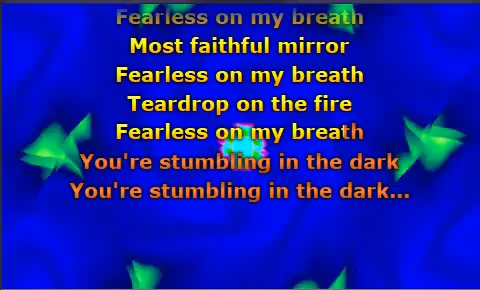 Fearless on my breath
Most faithful mirror
Fearless on my breath
Teardrop on the fire
Fearless on my breath
You're stumbling in the dark
You're stumbling in the dark...